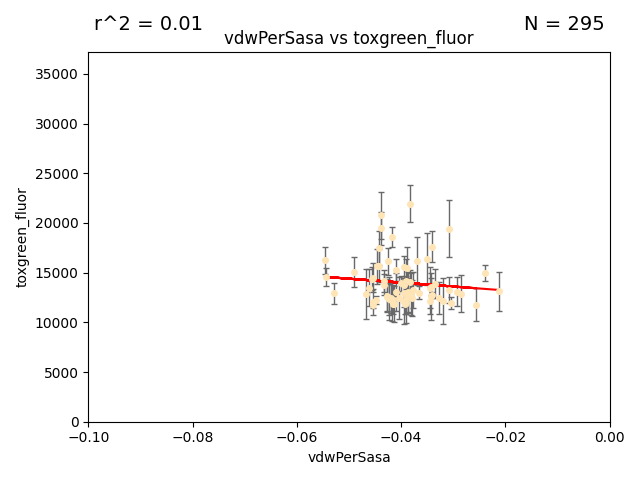 r^2 = 0.01
N = 295
vdwPerSasa vs toxgreen_fluor
35000
30000
25000
20000
15000
10000
5000
0
toxgreen_fluor
−0.10
−0.08
−0.06
−0.04
−0.02
0.00
vdwPerSasa